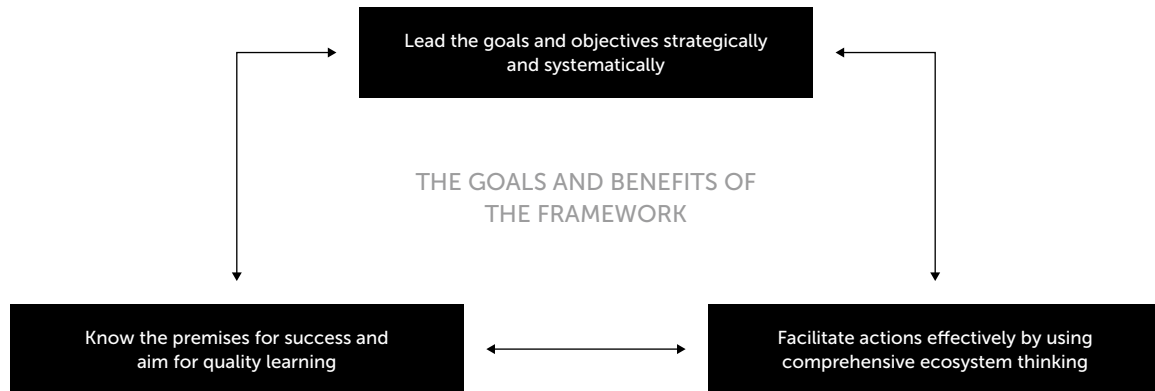 Lead the goals and objectives strategically
and systematically
THE GOALS AND BENEFITS OF
THE FRAMEWORK
Know the premises for success and
aim for quality learning
Facilitate actions effectively by using
comprehensive ecosystem thinking